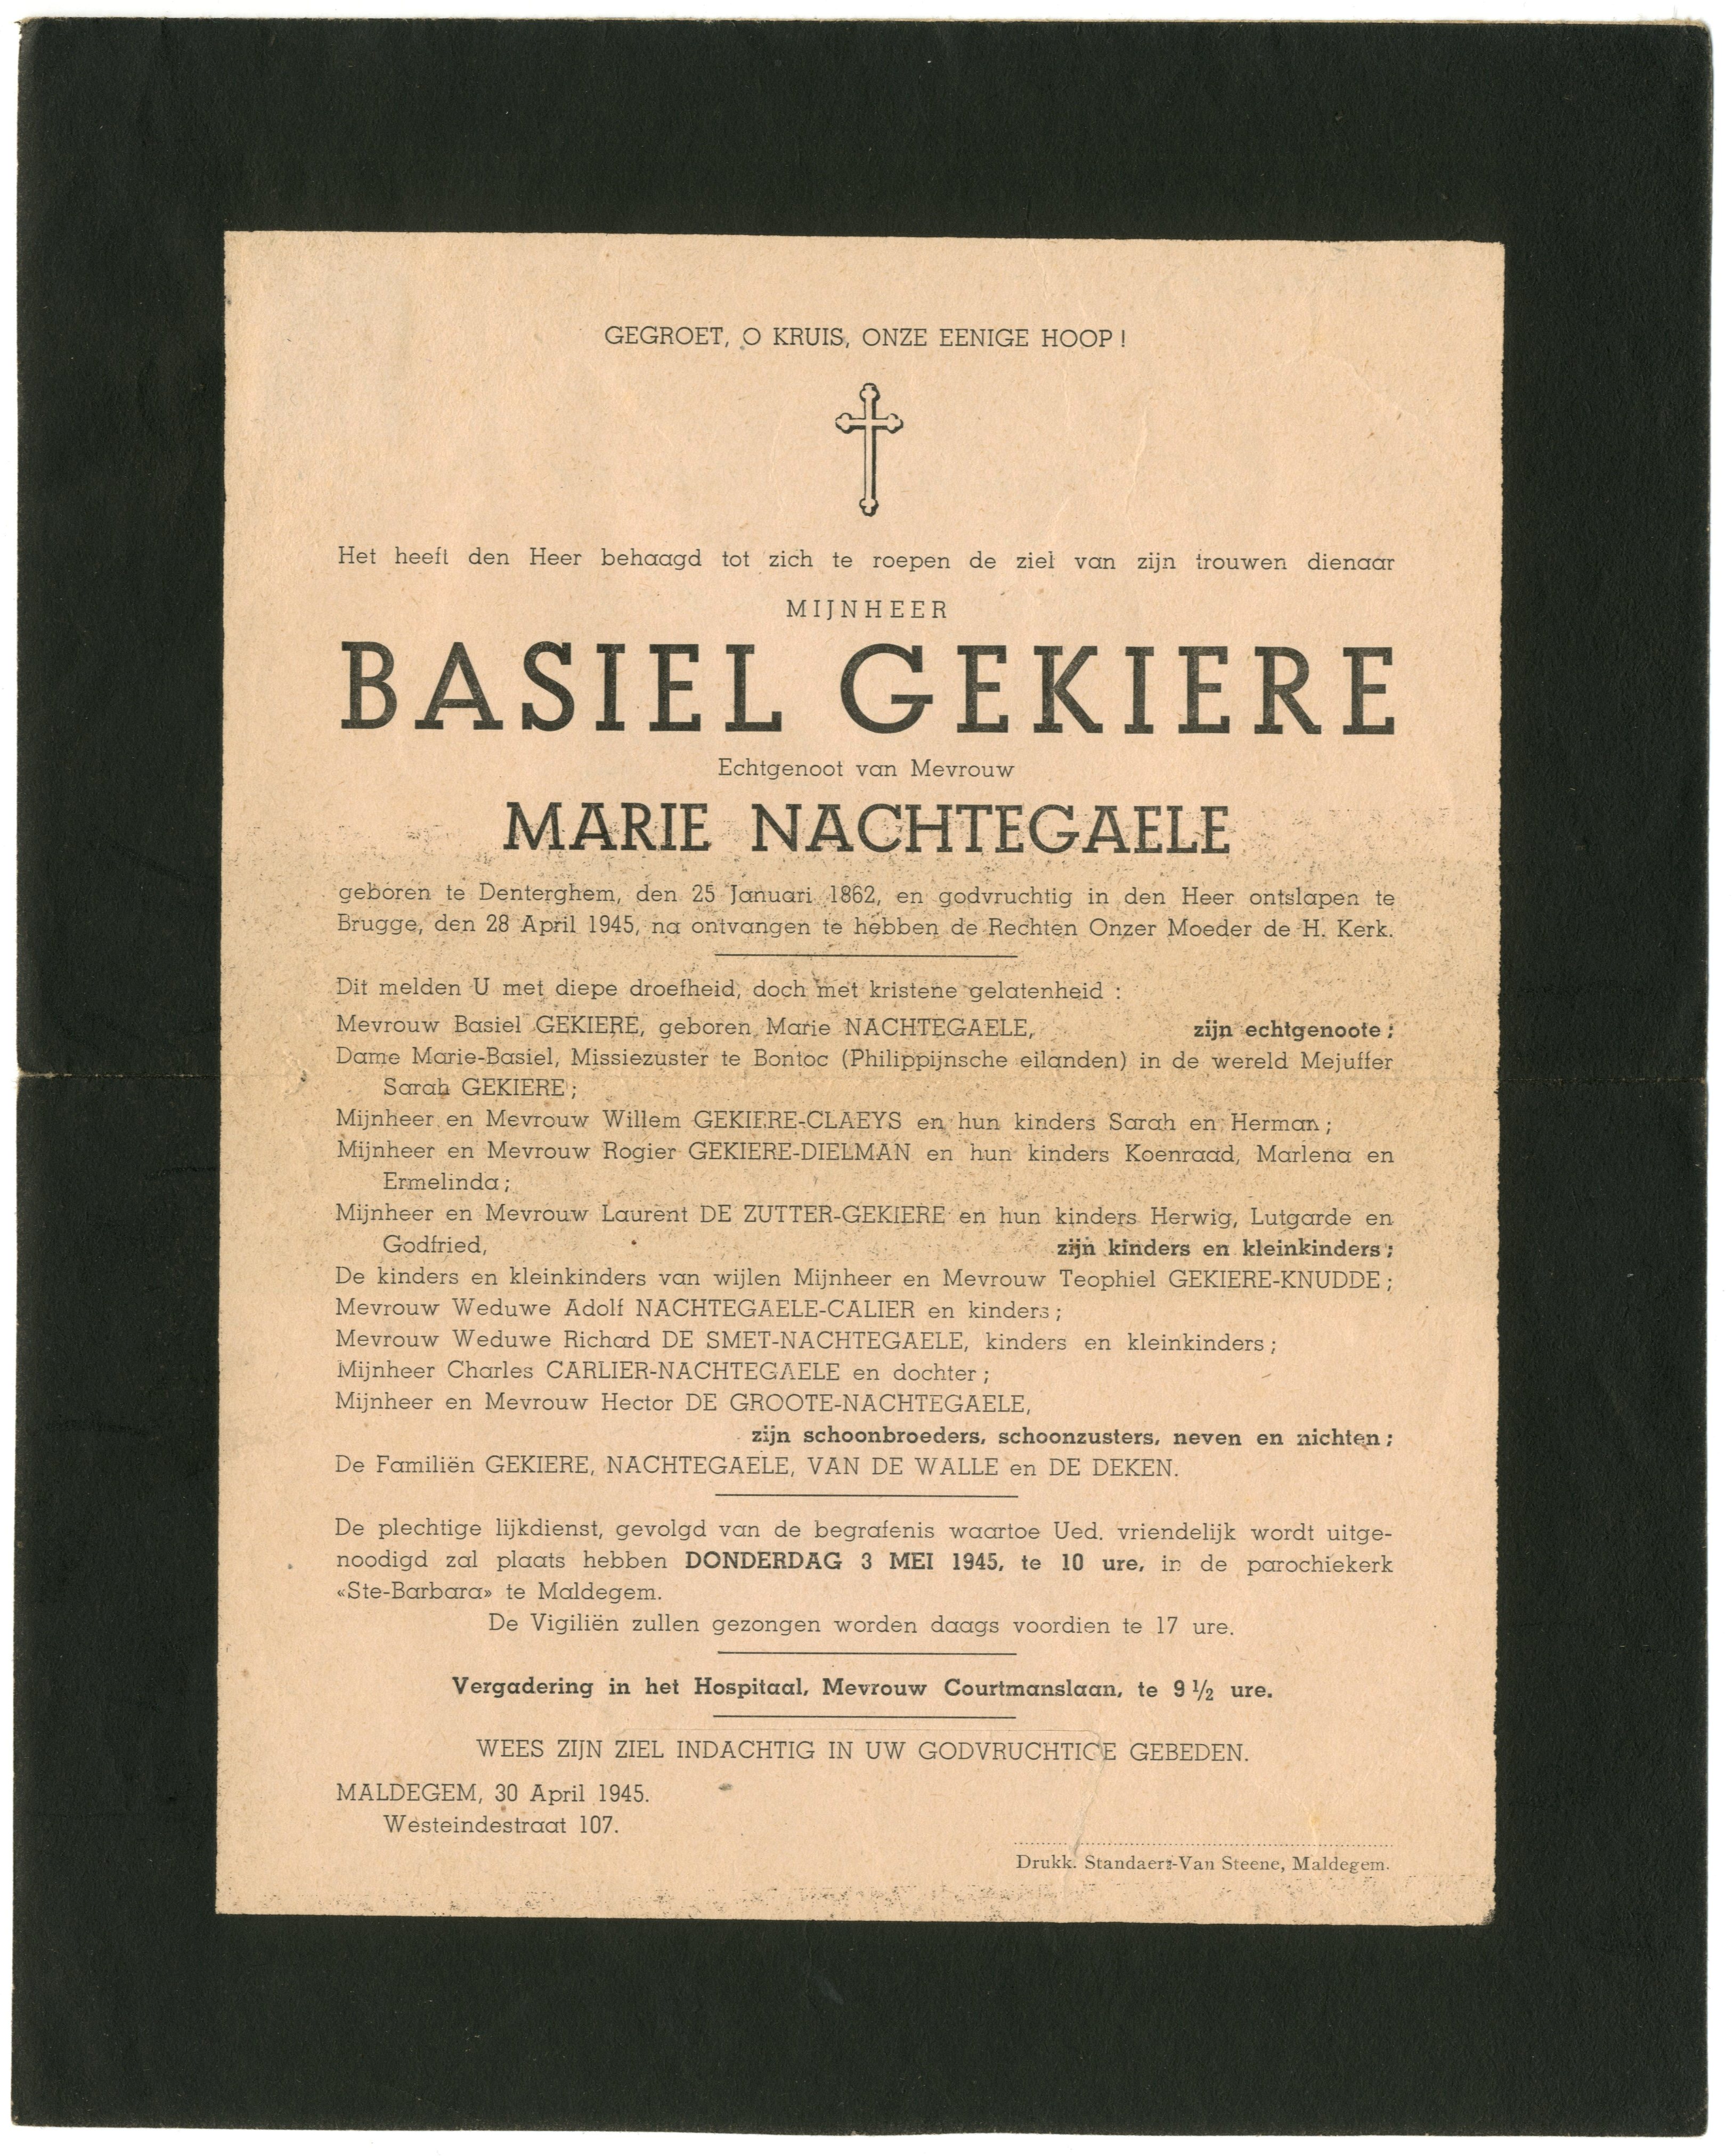 GEGROET, O KRUIS, ONZE EENIGE HOOP !
Het heeft den Heer behaagd tot zich te roepen de ziel van zijn trouwen dienaar
MIJNHEER
BASIEL GEKIERE
Echtgenoot van Mevrouw
MARIE NACHTEGAELE
geboren te Denterghem, den 25 Januari 1862, en godvruchtig in den Heer ontslapen te
Brugge, den 28 April 1945, na ontvangen te hebben de Rechten Onzer Moeder de H. Kerk.
Dit melden U met diepe droefheid, doch met kristene gelatenheid :
Mevrouw Basiel GEKIERE, geboren Marie NACHTEGAELE, zijn echtgenoote ;
Dame Marie-Basiel, Missiezuster te Bontoc (Philippijnsche eilanden) in de wereld Mejuffer
Sarah GEKIERE ;
Mijnheer en Mevrouw Willem GEKIERE-CLAEYS en hun kinders Sarah en Herman ;
Mijnheer en Mevrouw Rogier GEKIERE-DIELMAN en hun kinders Koenraad, Marlena en
Ermelinda ;
Mijnheer en Mevrouw Laurent DE ZUTTER-GEKIERE en hun kinders Herwig, Lutgarde en
Godfried, zijn kinders en kleinkinders ;
De kinders en kleinkinders van wijlen Mijnheer en Mevrouw Teophiel GEKIERE-KNUDDE ;
Mevrouw Weduwe Adolf NACHTEGAELE-CALIER en kinders ;
Mevrouw Weduwe Richard DE SMET-NACHTEGAELE, kinders en kleinkinders ;
Mijnheer Charles CARLIER-NACHTEGAELE en dochter ;
Mijnheer en Mevrouw Hector DE GROOTE-NACHTEGAELE,
zijn schoonbroeders, schoonzusters, neven en nichten ;
De Familiën GEKIERE, NACHTEGAELE, VAN DE WALLE en DE DEKEN.
De plechtige lijkdienst, gevolgd van de begrafenis waartoe Ued. vriendelijk wordt uitge-
noodigd zal plaats hebben DONDERDAG 3 MEI 1945, te 10 ure, in de parochiekerk
«Ste-Barbara» te Maldegem.
De Vigiliën zullen gezongen worden daags voordien te 17 ure.
Vergadering in het Hospitaal, Mevrouw Courtmanslaan, te 9 ½ ure.
WEES ZIJN ZIEL INDACHTIG IN UW GODVRUCHTIGE GEBEDEN.
MALDEGEM, 30 April 1945.
Westeindestraat 107.
Drukk. Standaert-Van Steene, Maldegem.